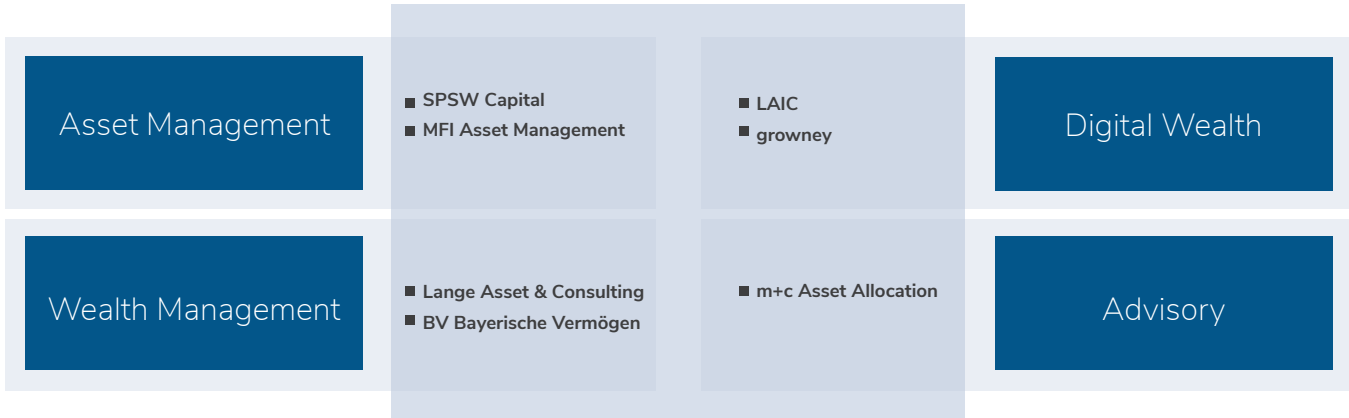 Asset Management
SPSW Capital
MFI Asset Management
LAIC
growney
Digital Wealth
Wealth Management
Lange Asset & Consulting
BV Bayerische Vermögen
m+c Asset Allocation
Advisory